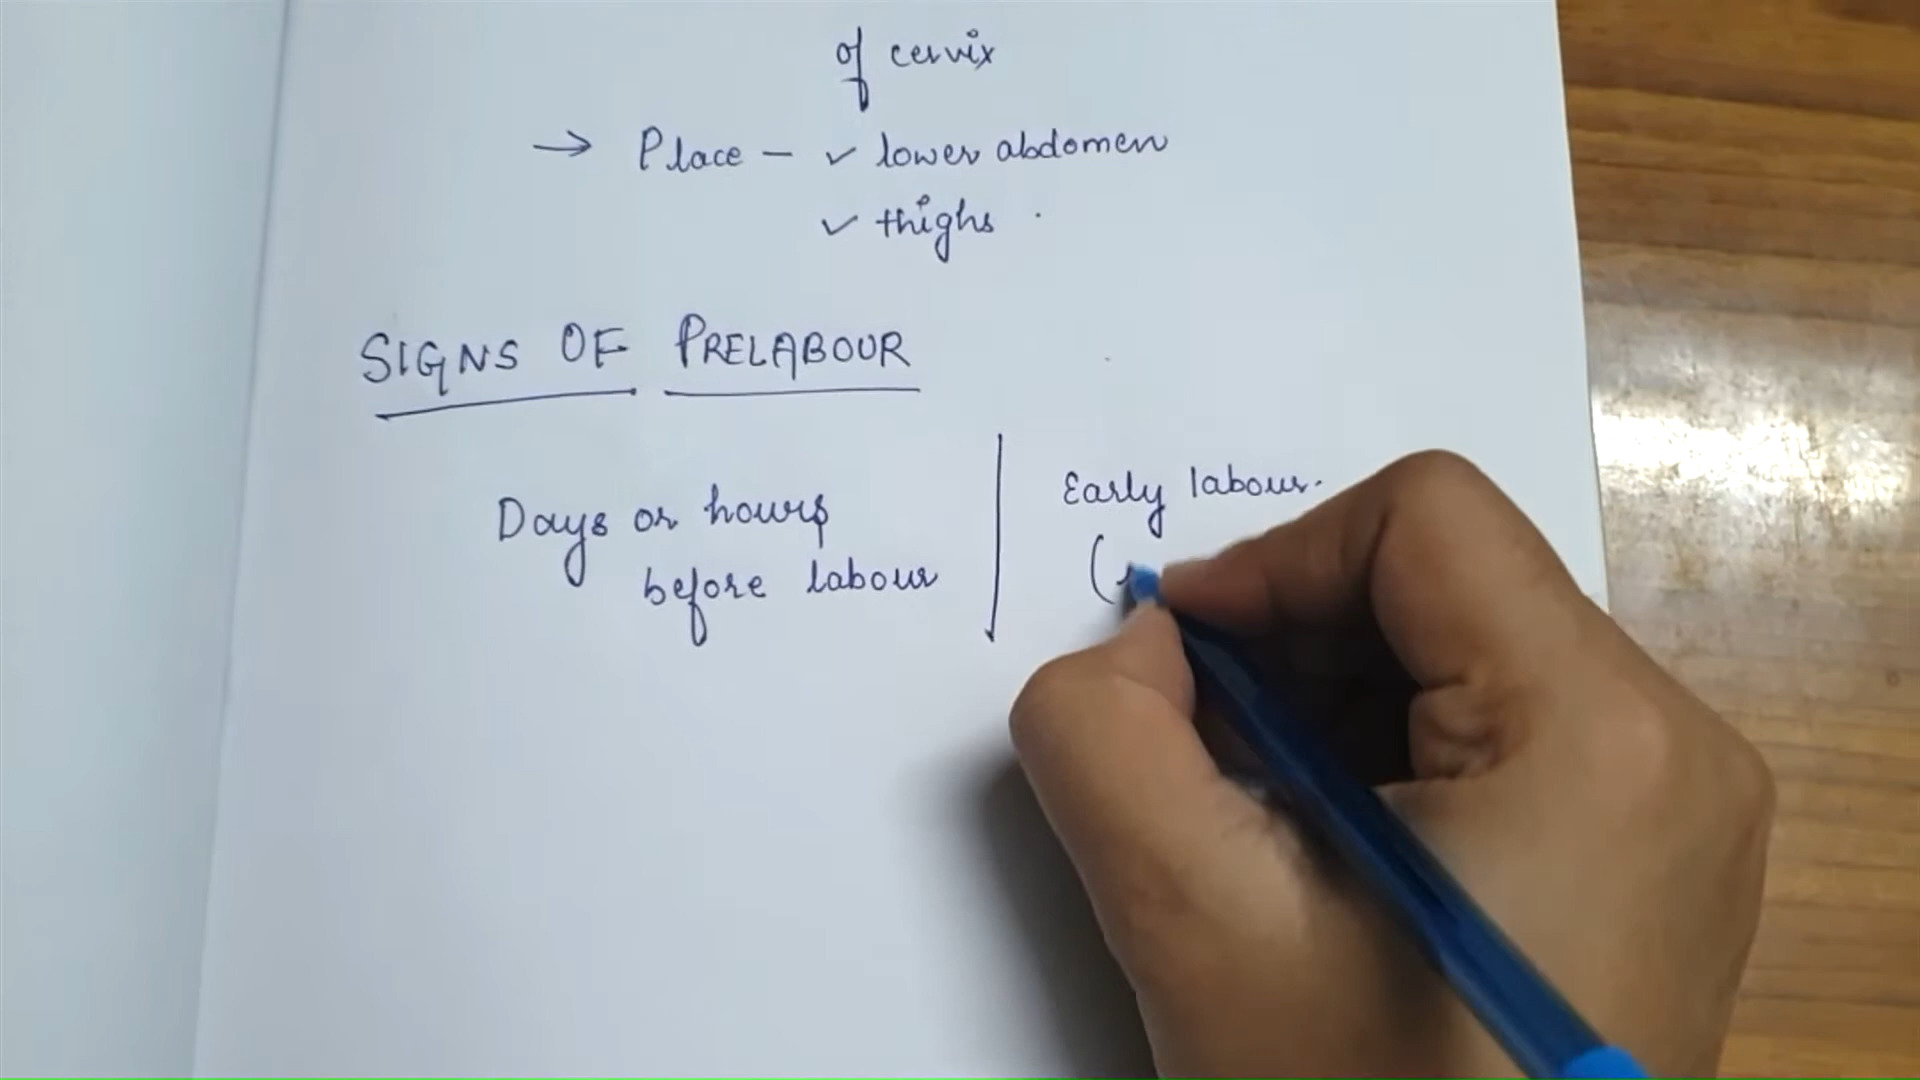 of cervix
→ Place – ✓ lower abdomen
✓ thighs
SIGNS OF PRELABOUR
Days or hours
before labour
Early labour.
(